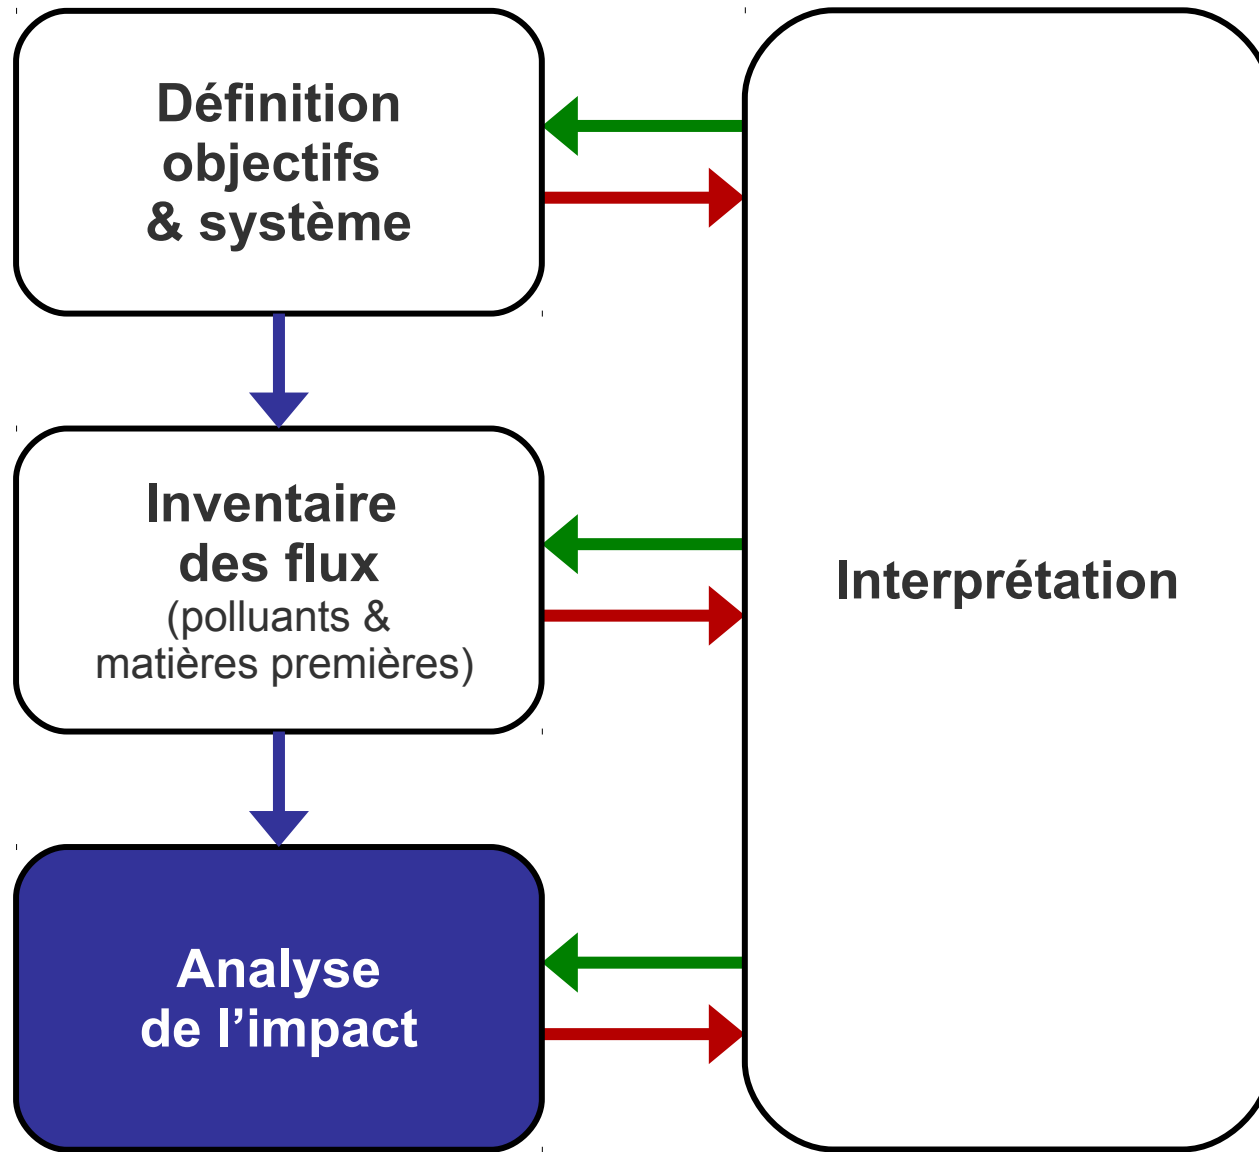 Définition
objectifs
& système
Inventaire
des flux
(polluants &
matières premières)
Analyse
de l’impact
Interprétation